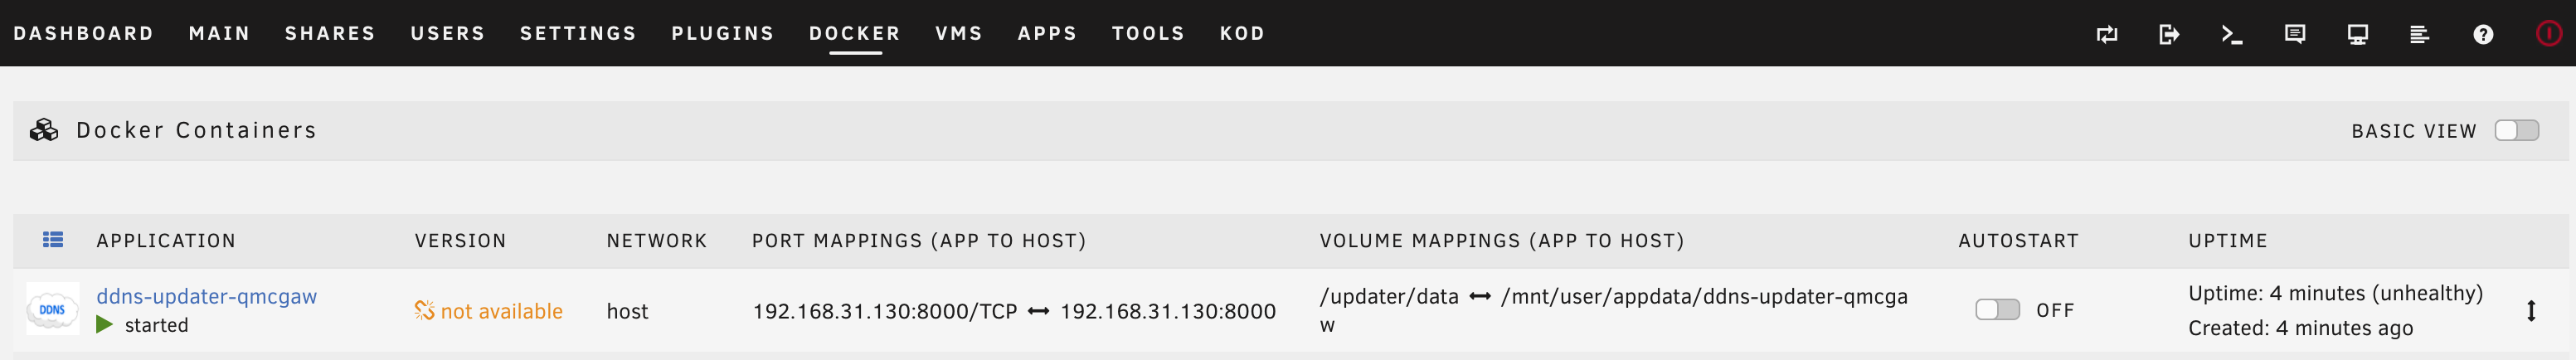 DASHBOARD MAIN SHARES USERS SETTINGS PLUGINS DOCKER VMS APPS TOOLS KOD
Docker Containers
BASIC VIEW
APPLICATION VERSION NETWORK PORT MAPPINGS (APP TO HOST) VOLUME MAPPINGS (APP TO HOST) AUTOSTART UPTIME
DDNS
ddns-updater-qmcgaw
started
not available
host
192.168.31.130:8000/TCP ↔ 192.168.31.130:8000
/updater/data ↔ /mnt/user/appdata/ddns-updater-qmcga
w
OFF
Uptime: 4 minutes (unhealthy)
Created: 4 minutes ago